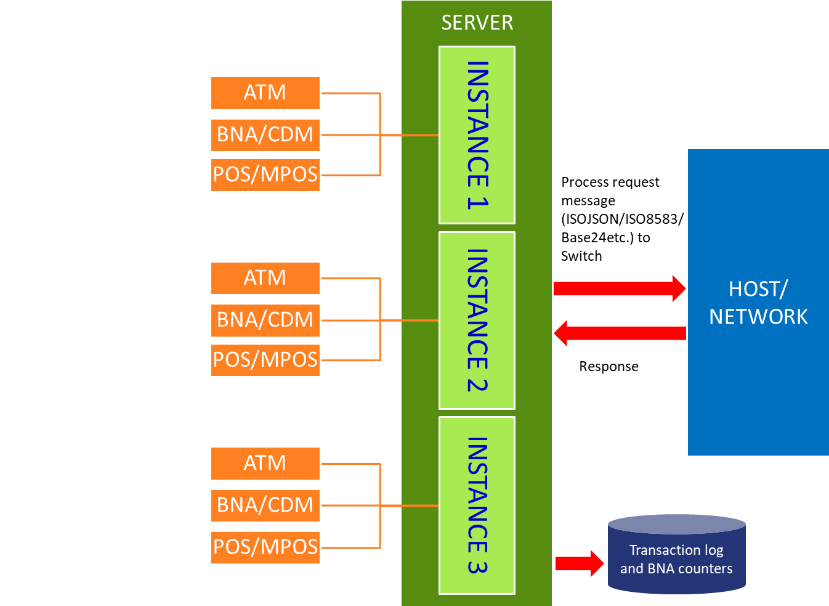 SERVER
ATM
BNA/CDM
POS/MPOS
INSTANCE 1
ATM
BNA/CDM
POS/MPOS
INSTANCE 2
ATM
BNA/CDM
POS/MPOS
INSTANCE 3
Process request
message
(ISOJSON/ISO8583/
Base24etc.) to
Switch
Response
HOST/
NETWORK
Transaction log
and BNA counters